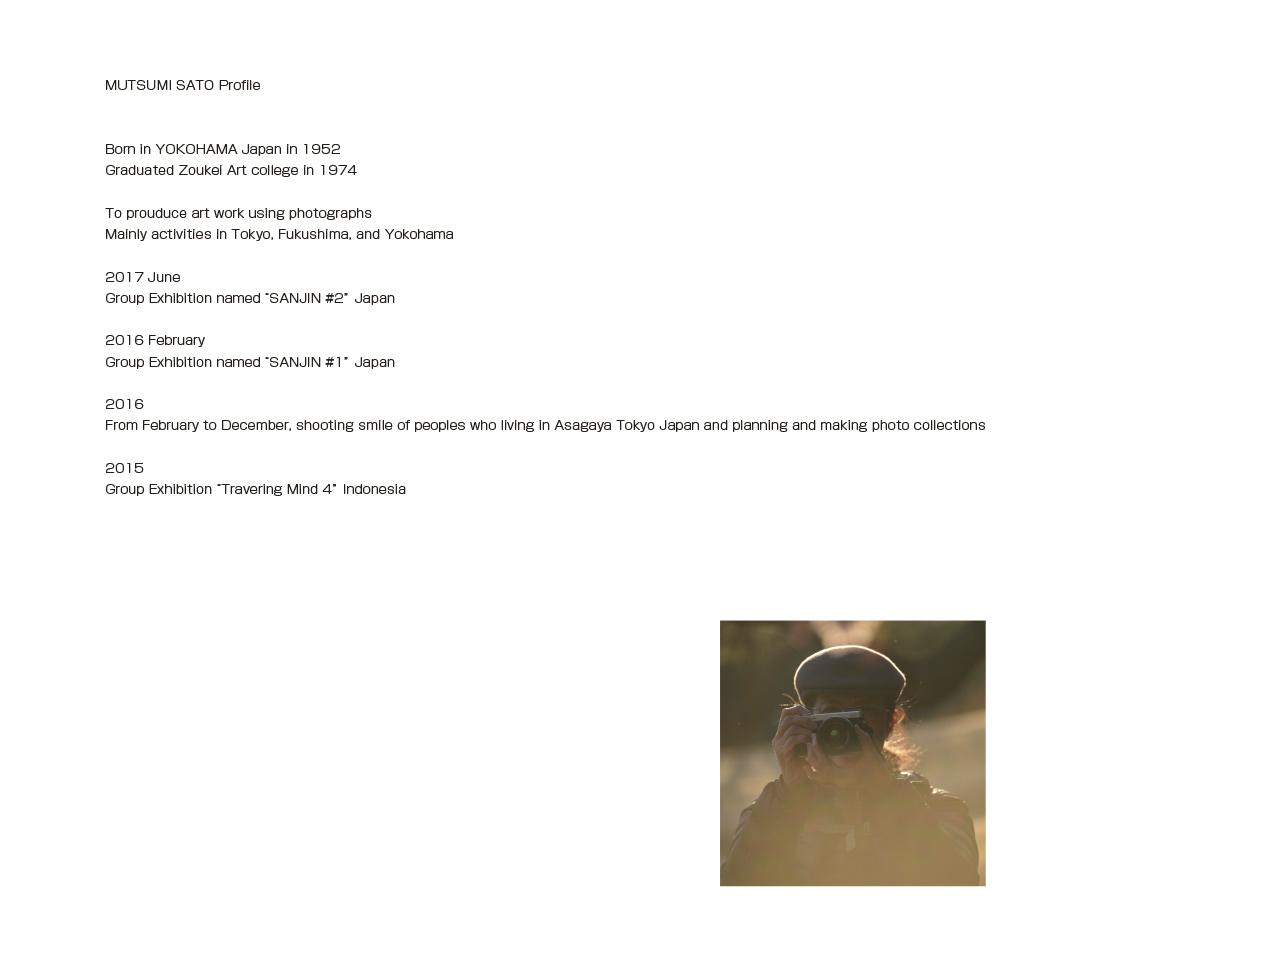 MUTSUMI SATO Profile
Born in YOKOHAMA Japan in 1952
Graduated Zoukei Art college in 1974
To prouduce art work using photographs
Mainly activities in Tokyo, Fukushima, and Yokohama
2017 June
Group Exhibition named “SANJIN #2” Japan
2016 February
Group Exhibition named “SANJIN #1” Japan
2016
From February to December, shooting smile of peoples who living in Asagaya Tokyo Japan and planning and making photo collections
2015
Group Exhibition “Travering Mind 4” Indonesia